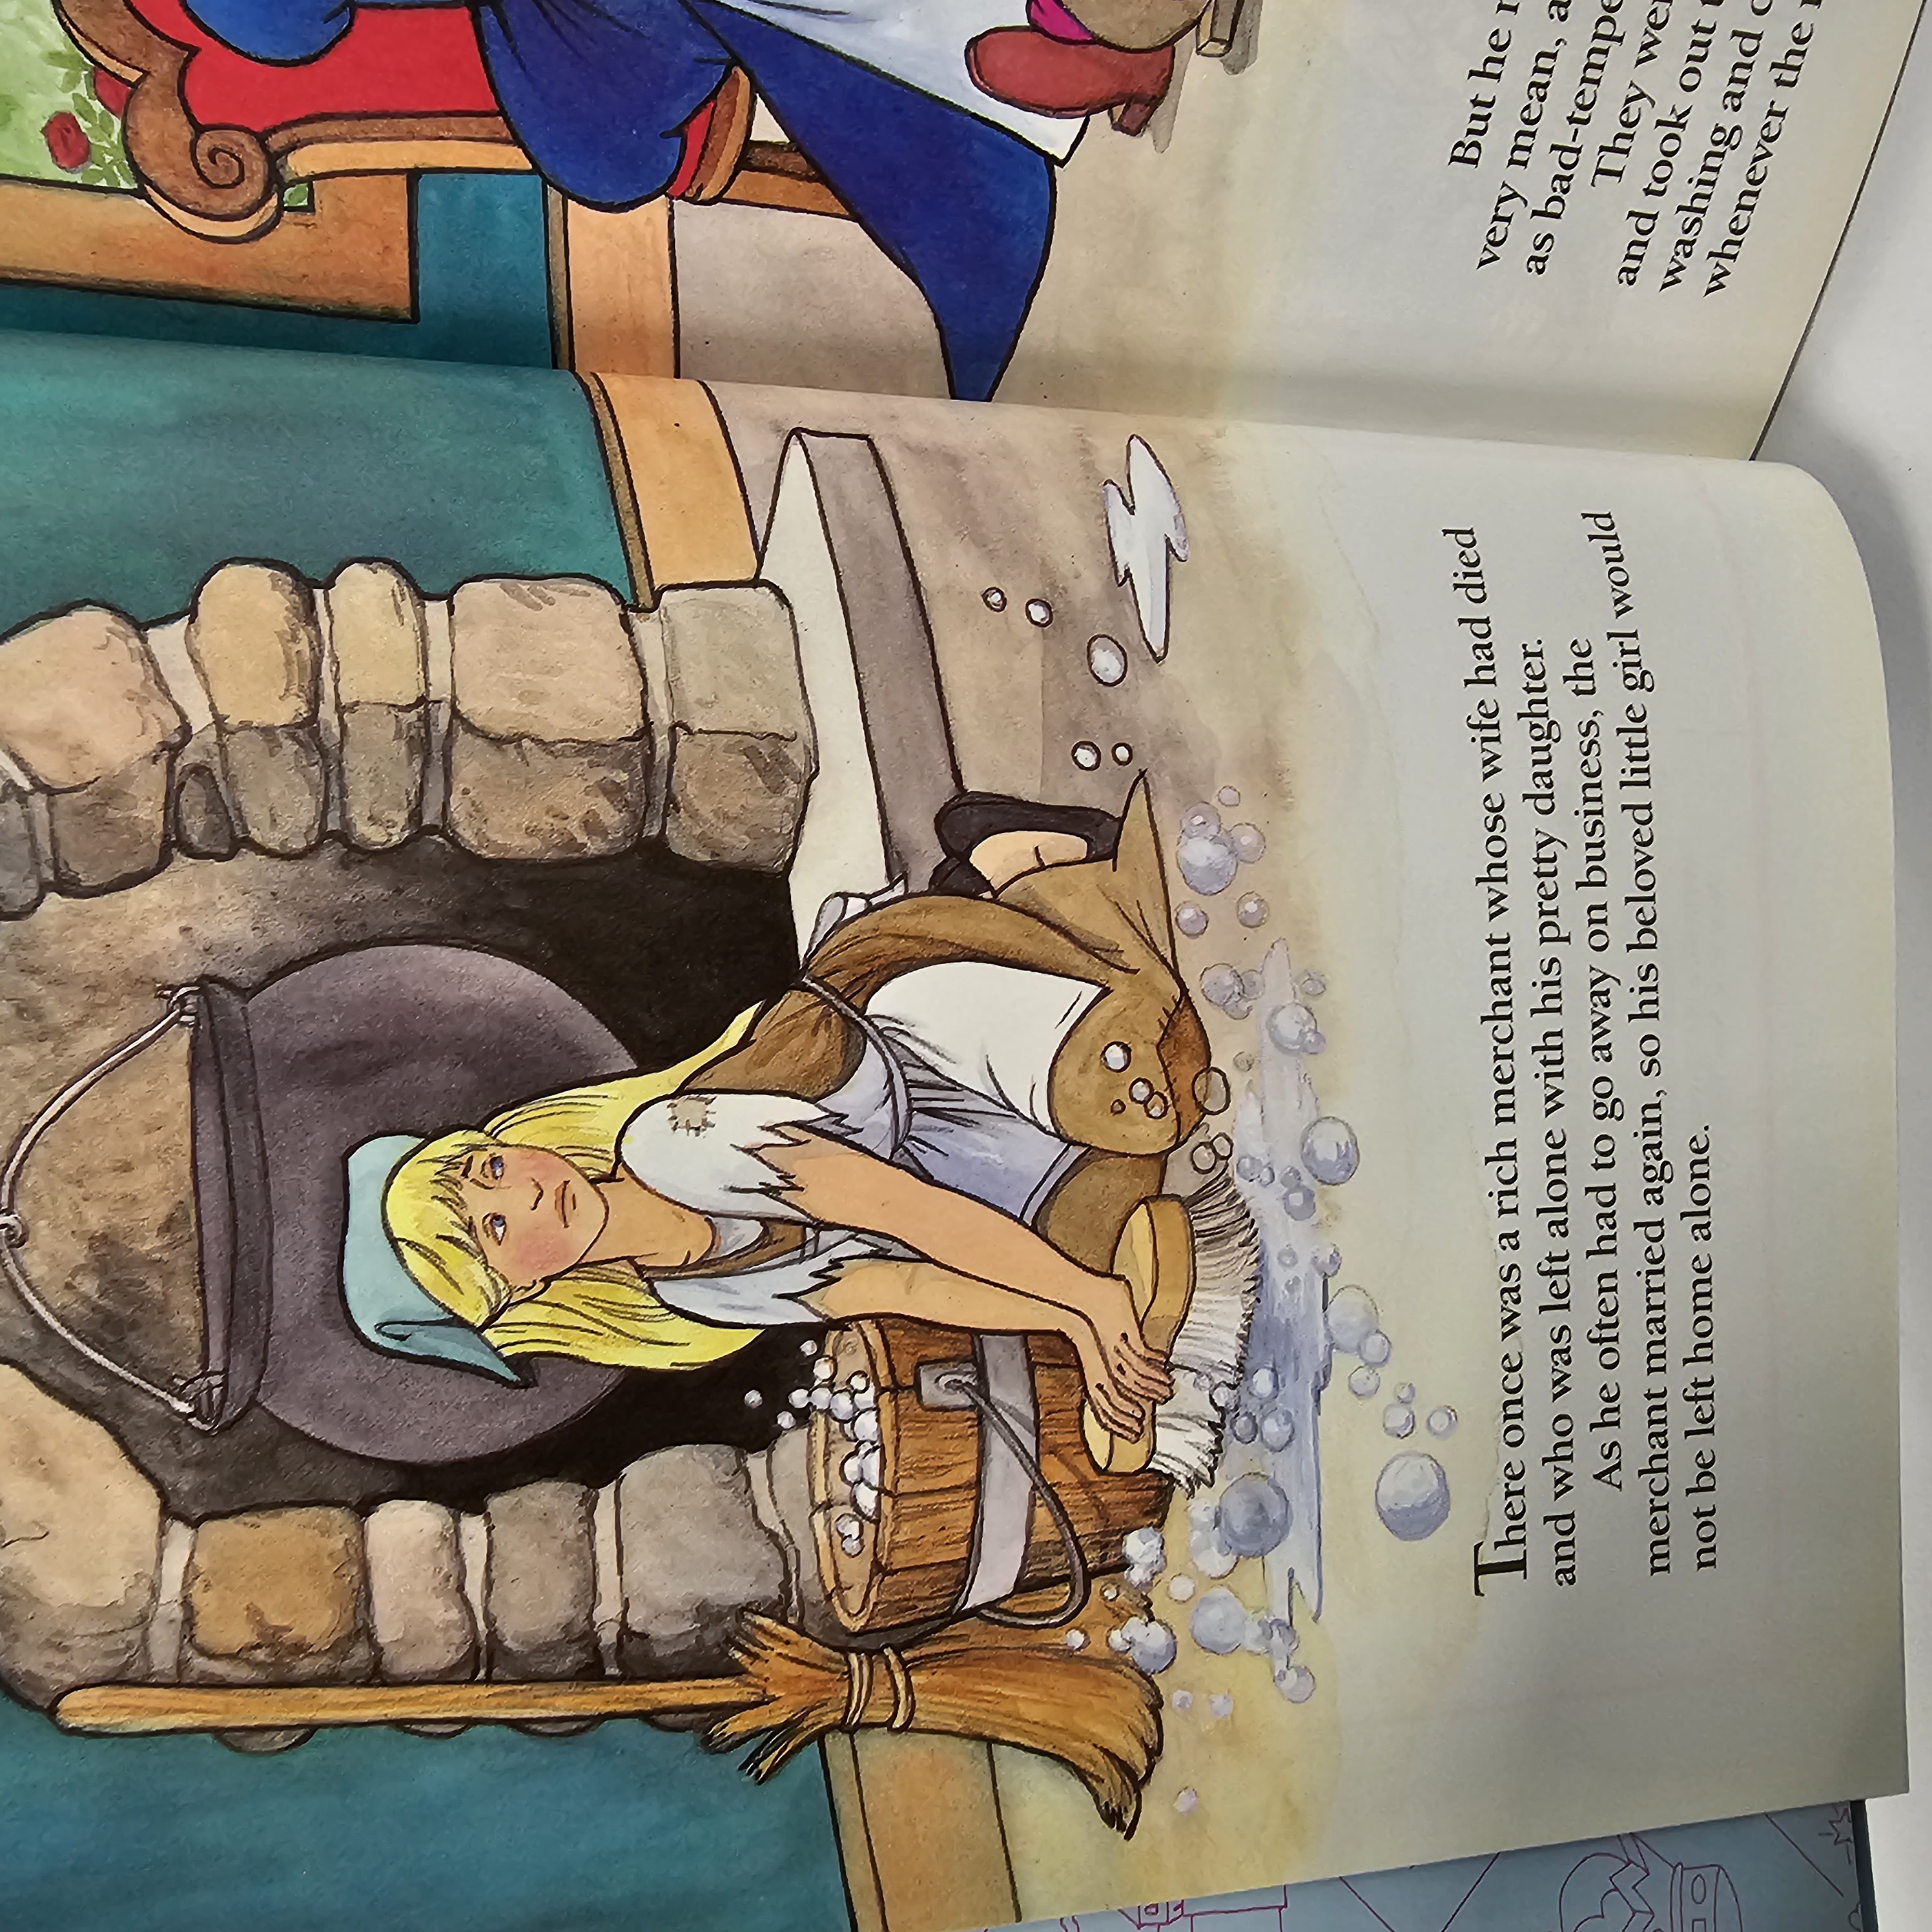 There once was a rich merchant whose wife had died
and who was left alone with his pretty daughter.
As he often had to go away on business, the
merchant married again, so his beloved little girl would
not be left home alone.
But he
very mean,
as bad-tempe
They we
and took out
washing and
whenever the